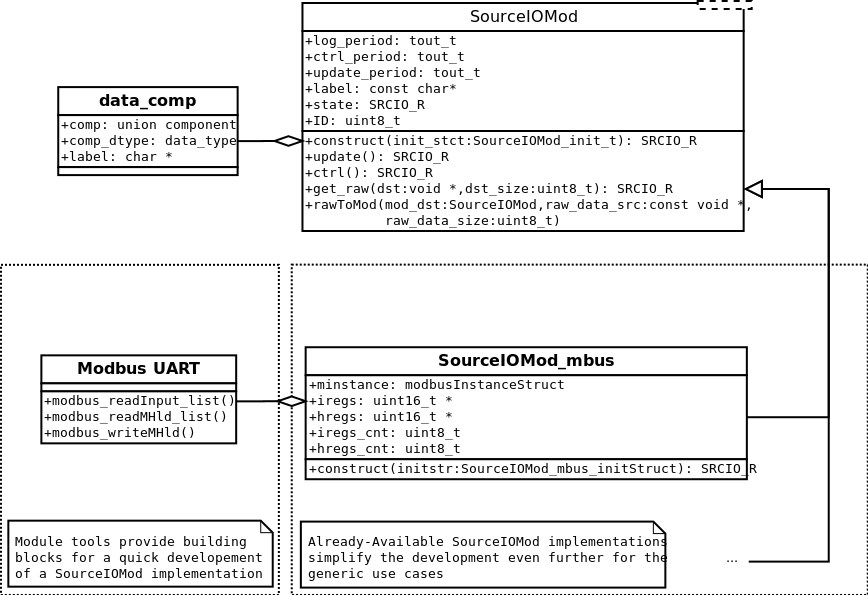 SourceIOMod
+log_period: tout_t
+ctrl_period: tout_t
+update_period: tout_t
+label: const char*
+state: SRCIO_R
+ID: uint8_t
+construct(init_stct:SourceIOMod_init_t): SRCIO_R
+update(): SRCIO_R
+ctrl(): SRCIO_R
+get_raw(dst:void *,dst_size:uint8_t): SRCIO_R
+rawToMod(mod_dst:SourceIOMod,raw_data_src:const void *,
raw_data_size:uint8_t)
data_comp
+comp: union component
+comp_dtype: data_type
+label: char *
Modbus UART
+modbus_readInput_list()
+modbus_readMHld_list()
+modbus_writeMHld()
SourceIOMod_mbus
+minstance: modbusInstanceStruct
+iregs: uint16_t *
+hregs: uint16_t *
+iregs_cnt: uint8_t
+hregs_cnt: uint8_t
+construct(initstr:SourceIOMod_mbus_initStruct): SRCIO_R
Module tools provide building
blocks for a quick developement
of a SourceIOMod implementation
Already-Available SourceIOMod implementations
simplify the development even further for the
generic use cases
...